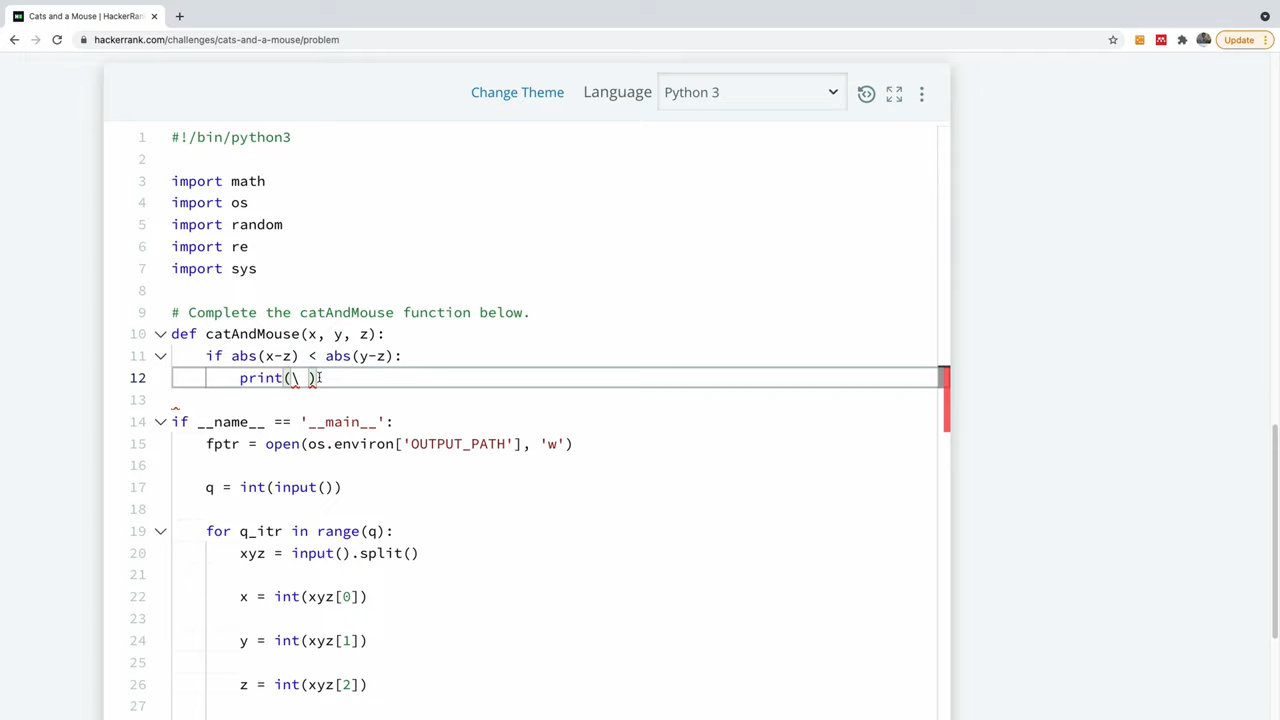 Cats and a Mouse | HackerRan
hackerrank.com/challenges/cats-and-a-mouse/problem
Update
Change Theme
Language
Python 3
1 #!/bin/python3
2
3 import math
4 import os
5 import random
6 import re
7 import sys
8
9 # Complete the catAndMouse function below.
10 def catAndMouse(x, y, z):
11 if abs(x-z) < abs(y-z):
12 print(\ )
13
14 if __name__ == '__main__':
15 fptr = open(os.environ['OUTPUT_PATH'], 'w')
16
17 q = int(input())
18
19 for q_itr in range(q):
20 xyz = input().split()
21
22 x = int(xyz[0])
23
24 y = int(xyz[1])
25
26 z = int(xyz[2])
27